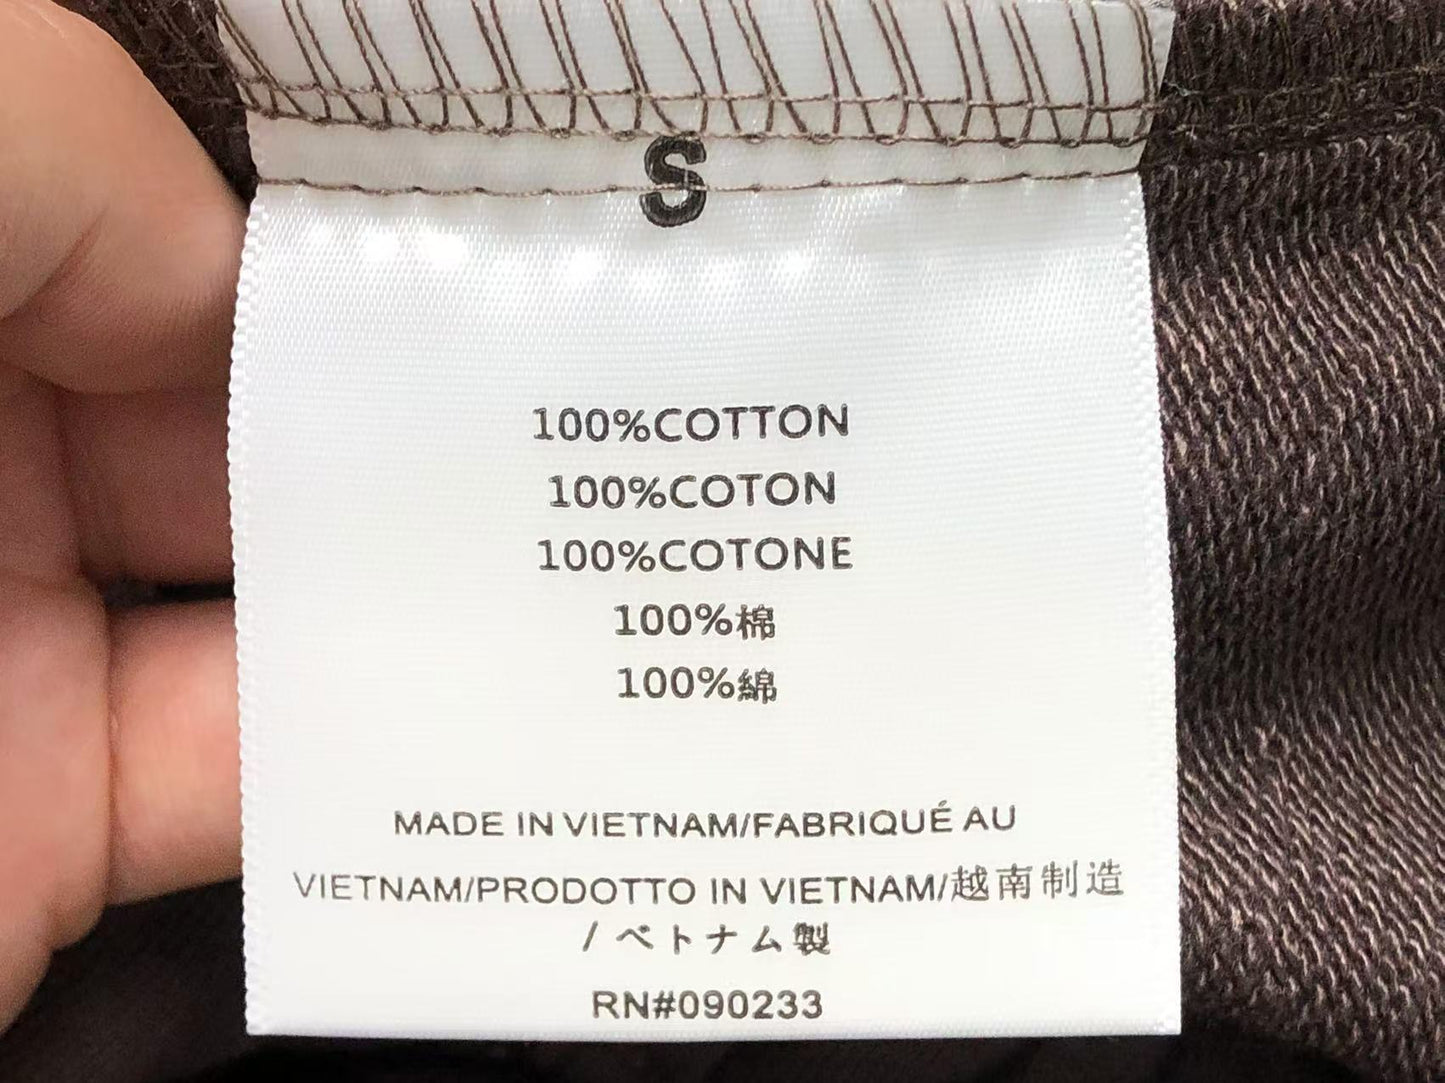 S
100%COTTON
100%COTON
100%COTONE
100%棉
100%綿
MADE IN VIETNAM/FABRIQUÉ AU
VIETNAM/PRODOTTO IN VIETNAM/越南制造
/ベトナム製
RN#090233